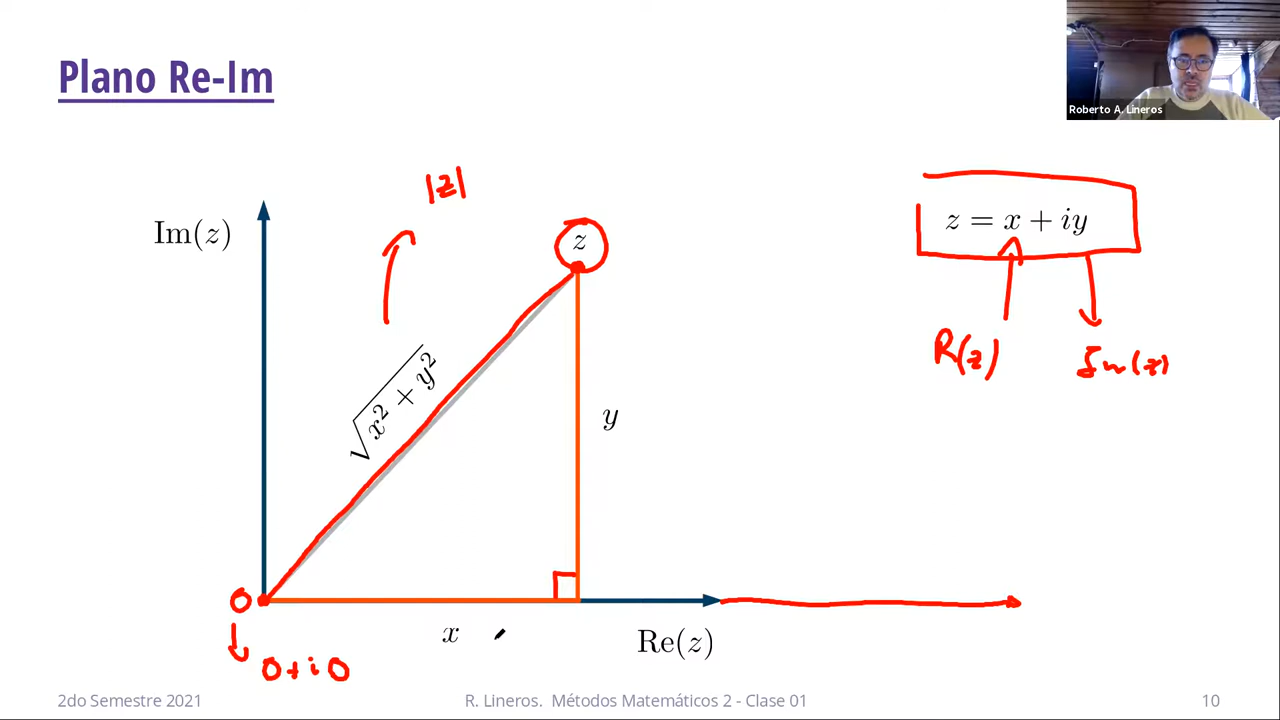 Plano Re-Im
Roberto A. Lineros
|z|
Im(z)
z
z = x + iy
√x² + y²
R(z)
Im(z)
y
0
x
Re(z)
0 + i 0
2do Semestre 2021
R. Lineros. Métodos Matemáticos 2 - Clase 01
10